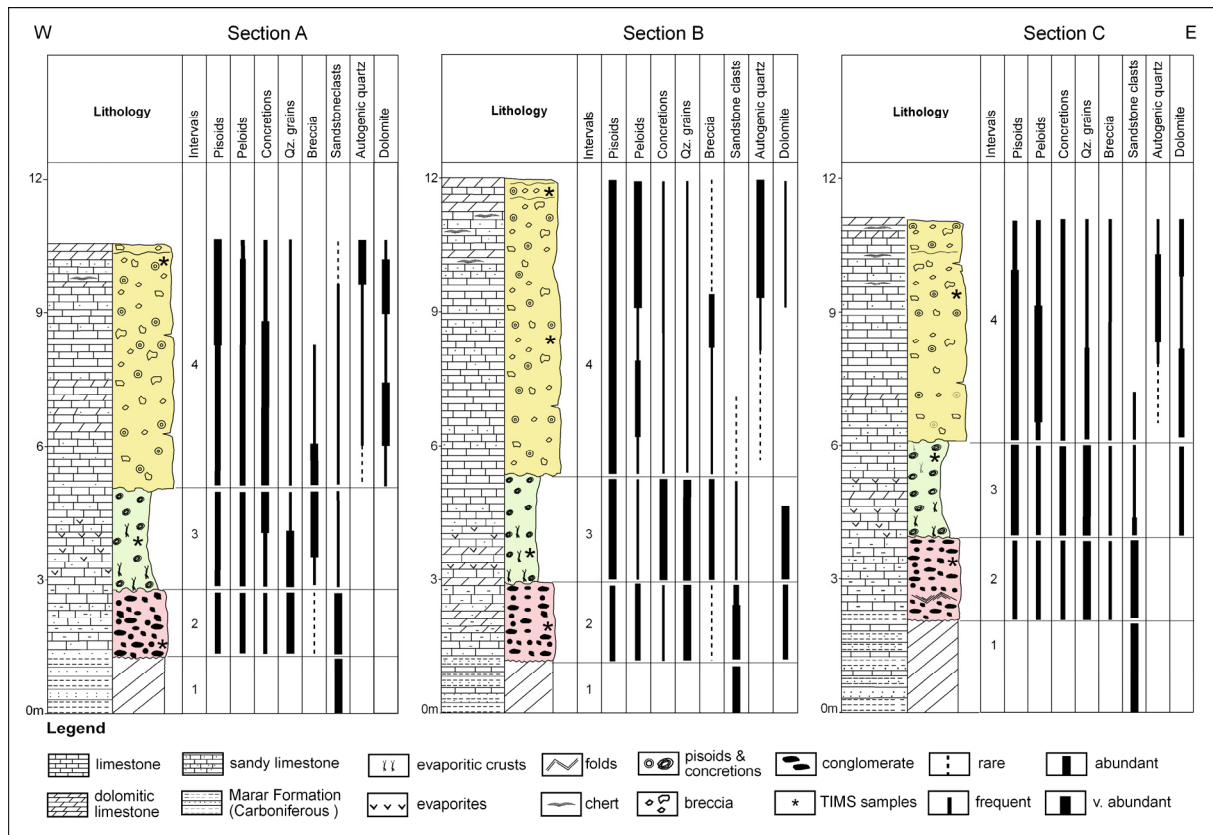 W
Section A
Section B
Section C
E
Lithology
Intervals
Pisoids
Peloids
Concretions
Qz. grains
Breccia
Sandstoneclasts
Autogenic quartz
Dolomite
Lithology
Intervals
Pisoids
Peloids
Concretions
Qz. grains
Breccia
Sandstone clasts
Autogenic quartz
Dolomite
Lithology
Intervals
Pisoids
Peloids
Concretions
Qz. grains
Breccia
Sandstone clasts
Autogenic quartz
Dolomite
12
9
6
3
0m
4
3
2
1
12
9
6
3
0m
4
3
2
1
12
9
6
3
0m
4
3
2
1
Legend
limestone
sandy limestone
evaporitic crusts
folds
pisoids &
concretions
conglomerate
rare
abundant
dolomitic
limestone
Marar Formation
(Carboniferous )
evaporites
chert
breccia
* TIMS samples
frequent
v. abundant